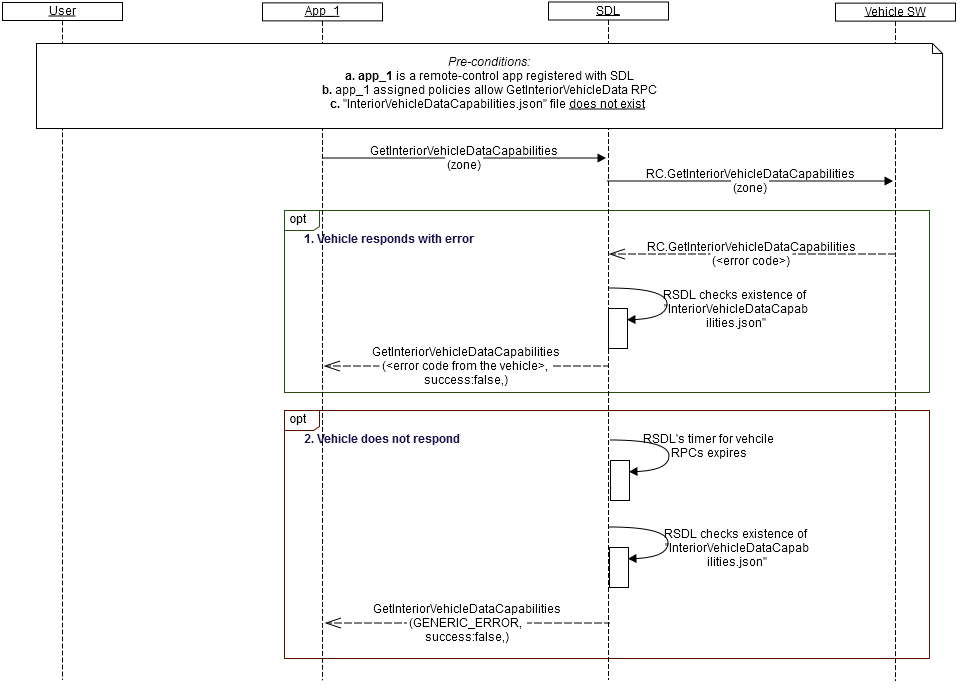 User
App_1
SDL
Vehicle SW
Pre-conditions:
a. app_1 is a remote-control app registered with SDL
b. app_1 assigned policies allow GetInteriorVehicleData RPC
c. "InteriorVehicleDataCapabilities.json" file does not exist
GetInteriorVehicleDataCapabilities
(zone)
RC.GetInteriorVehicleDataCapabilities
(zone)
opt
1. Vehicle responds with error
RC.GetInteriorVehicleDataCapabilities
(<error code>)
RSDL checks existence of
"InteriorVehicleDataCapab
ilities.json"
GetInteriorVehicleDataCapabilities
(<error code from the vehicle>,
success:false,)
opt
2. Vehicle does not respond
RSDL's timer for vehcile
RPCs expires
RSDL checks existence of
"InteriorVehicleDataCapab
ilities.json"
GetInteriorVehicleDataCapabilities
(GENERIC_ERROR,
success:false,)